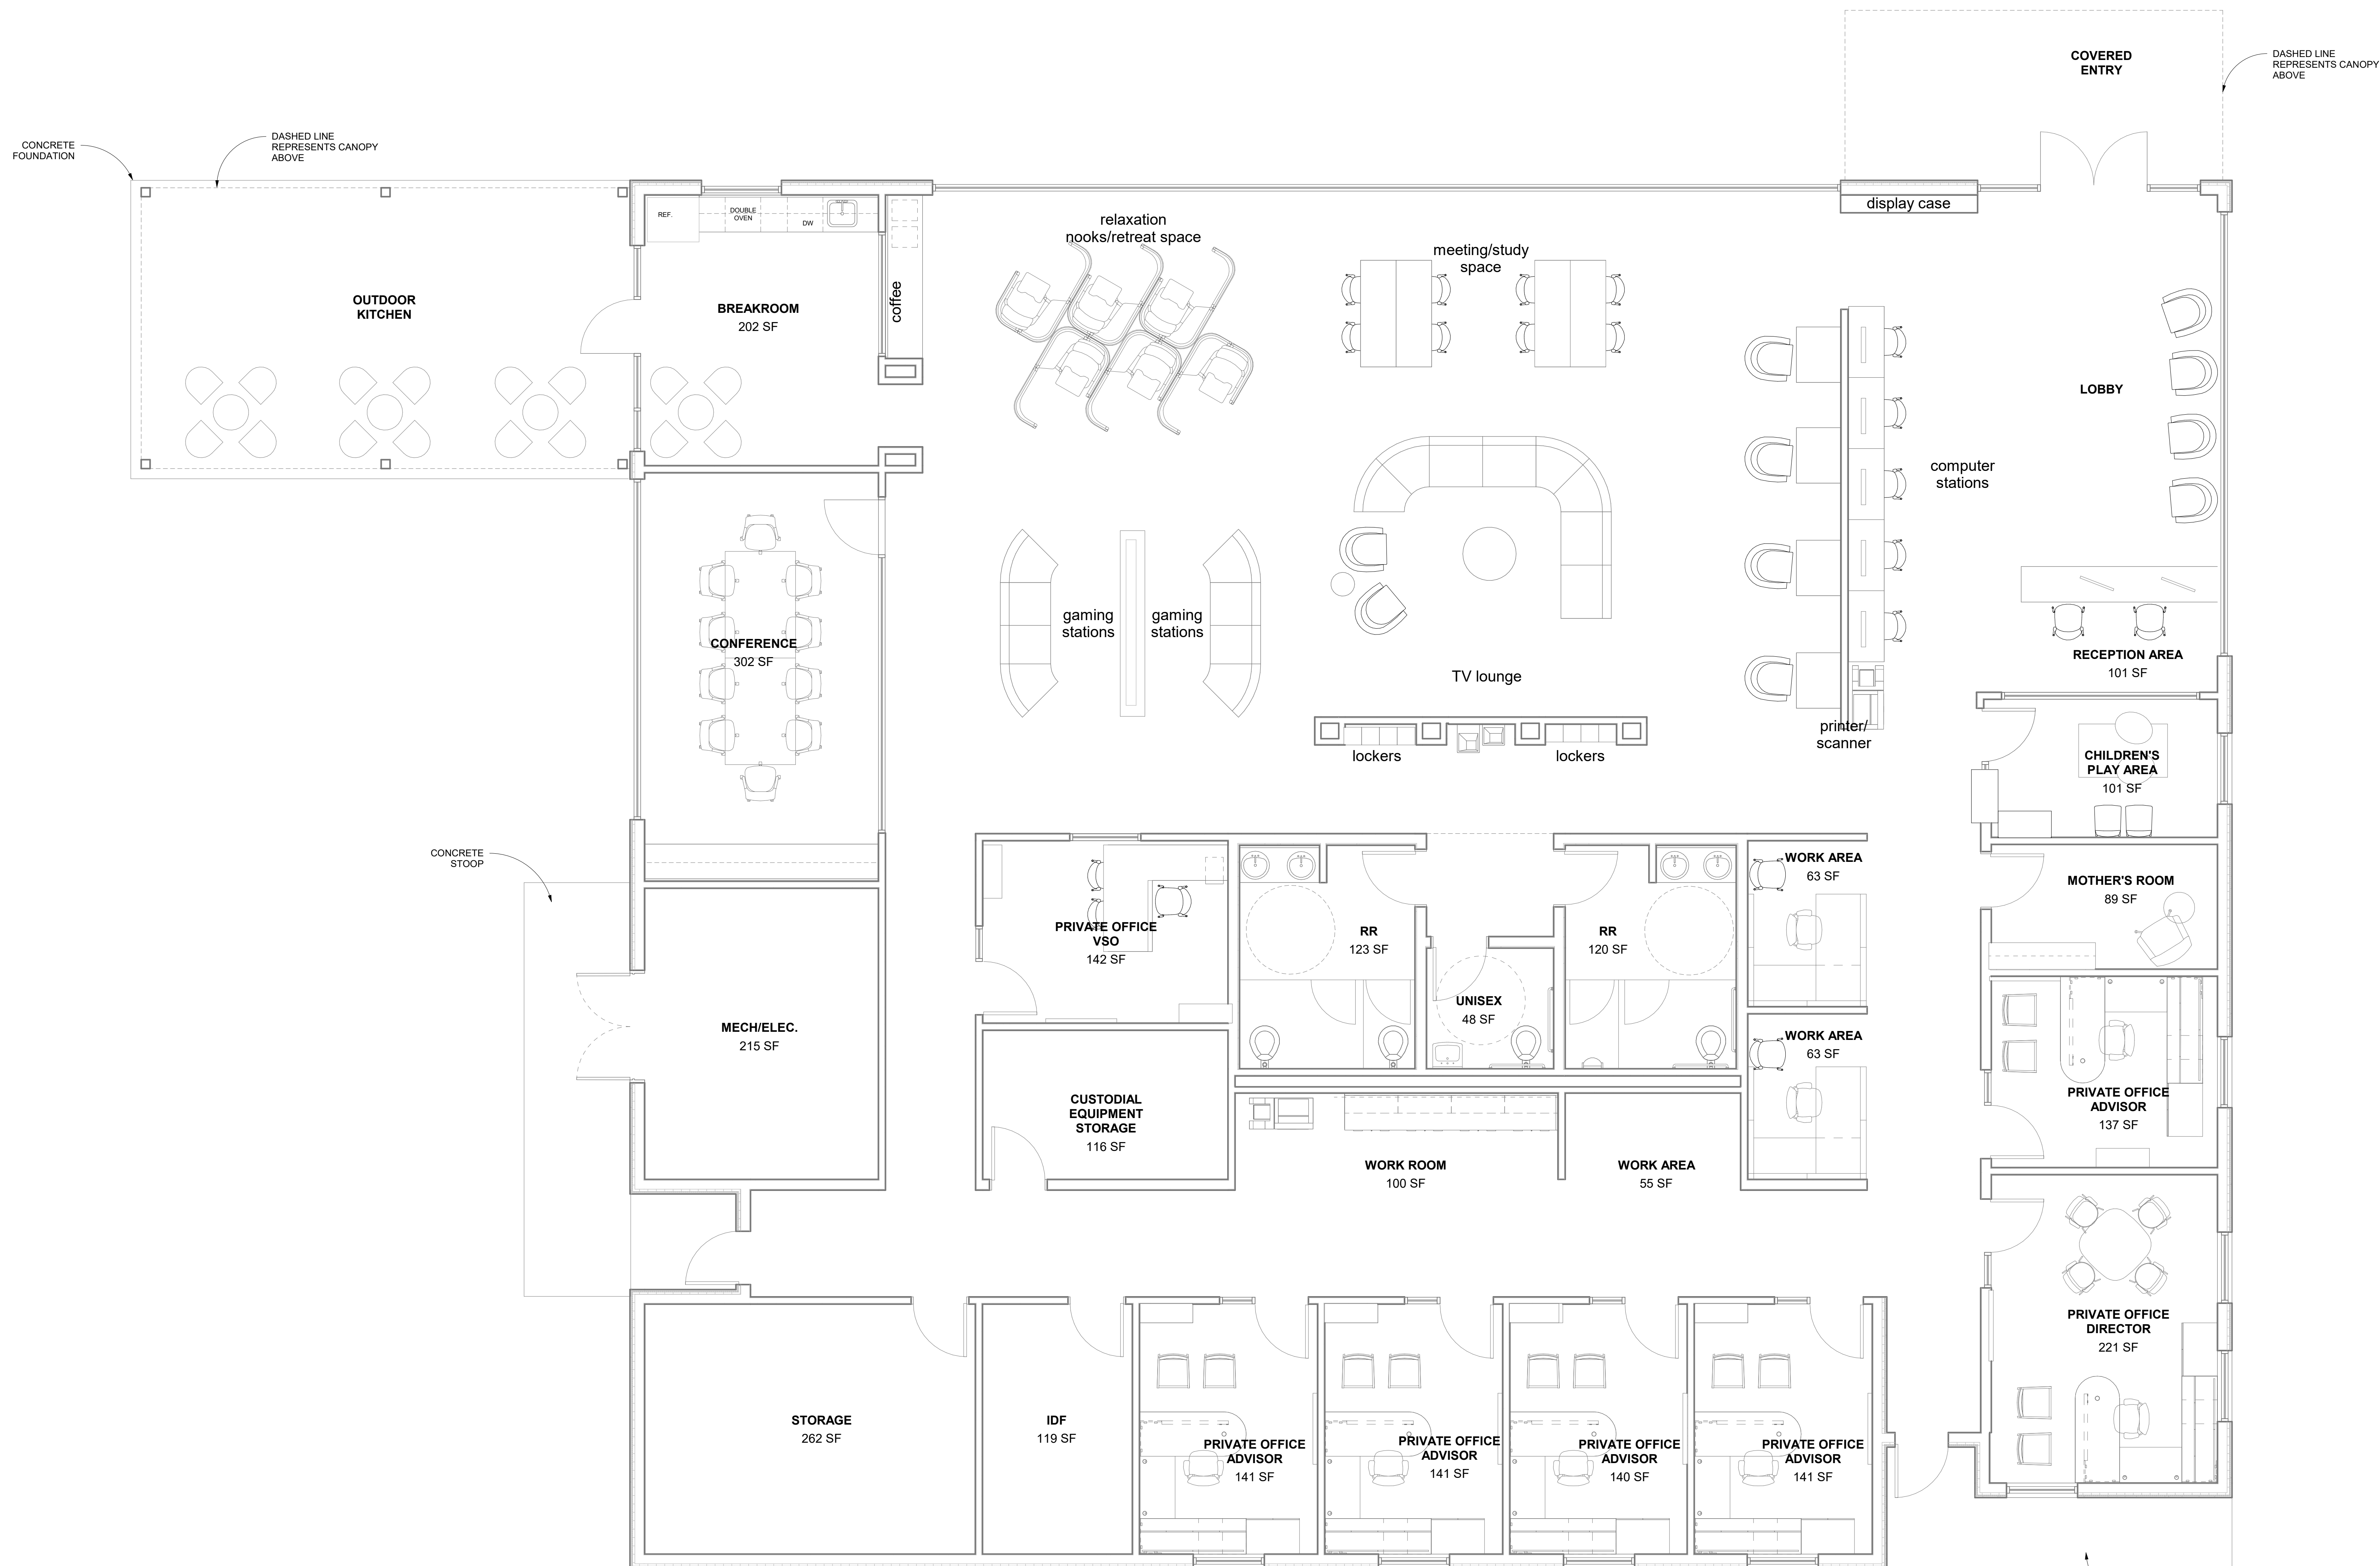 COVERED
ENTRY
DASHED LINE
REPRESENTS CANOPY
ABOVE
CONCRETE
FOUNDATION
DASHED LINE
REPRESENTS CANOPY
ABOVE
display case
REF.
DOUBLE
OVEN
DW
relaxation
nooks/retreat space
meeting/study
space
OUTDOOR
KITCHEN
BREAKROOM
202 SF
coffee
LOBBY
computer
stations
CONFERENCE
302 SF
gaming
stations
gaming
stations
TV lounge
RECEPTION AREA
101 SF
printer/
scanner
lockers
lockers
CHILDREN'S
PLAY AREA
101 SF
CONCRETE
STOOP
WORK AREA
63 SF
MOTHER'S ROOM
89 SF
PRIVATE OFFICE
VSO
142 SF
RR
123 SF
RR
120 SF
UNISEX
48 SF
MECH/ELEC.
215 SF
WORK AREA
63 SF
PRIVATE OFFICE
ADVISOR
137 SF
CUSTODIAL
EQUIPMENT
STORAGE
116 SF
WORK ROOM
100 SF
WORK AREA
55 SF
PRIVATE OFFICE
DIRECTOR
221 SF
STORAGE
262 SF
IDF
119 SF
PRIVATE OFFICE
ADVISOR
141 SF
PRIVATE OFFICE
ADVISOR
141 SF
PRIVATE OFFICE
ADVISOR
140 SF
PRIVATE OFFICE
ADVISOR
141 SF